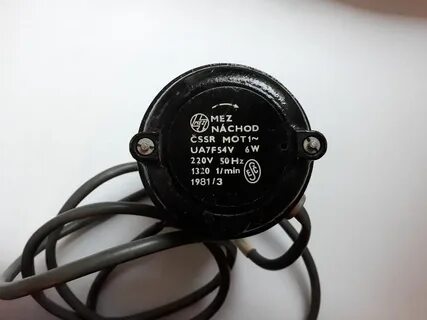 MEZ
NÁCHOD
ČSSR MOT1~
UA7F54V 6W
220V 50Hz
1320 1/min
1981/3